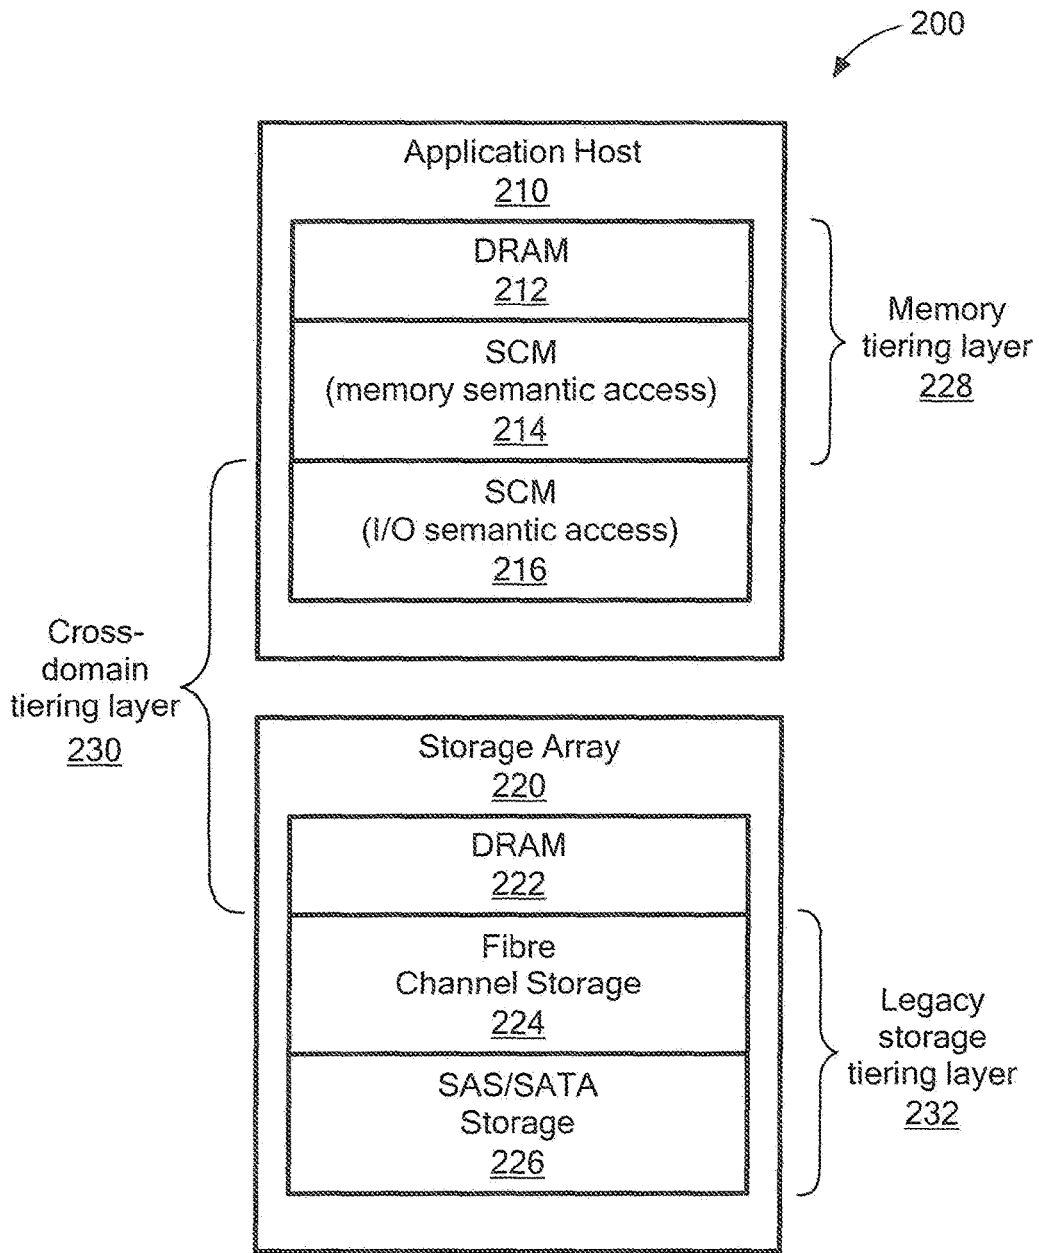 200
Application Host
210
DRAM
212
SCM
(memory semantic access)
214
SCM
(I/O semantic access)
216
Memory
tiering layer
228
Cross-
domain
tiering layer
230
Storage Array
220
DRAM
222
Fibre
Channel Storage
224
SAS/SATA
Storage
226
Legacy
storage
tiering layer
232